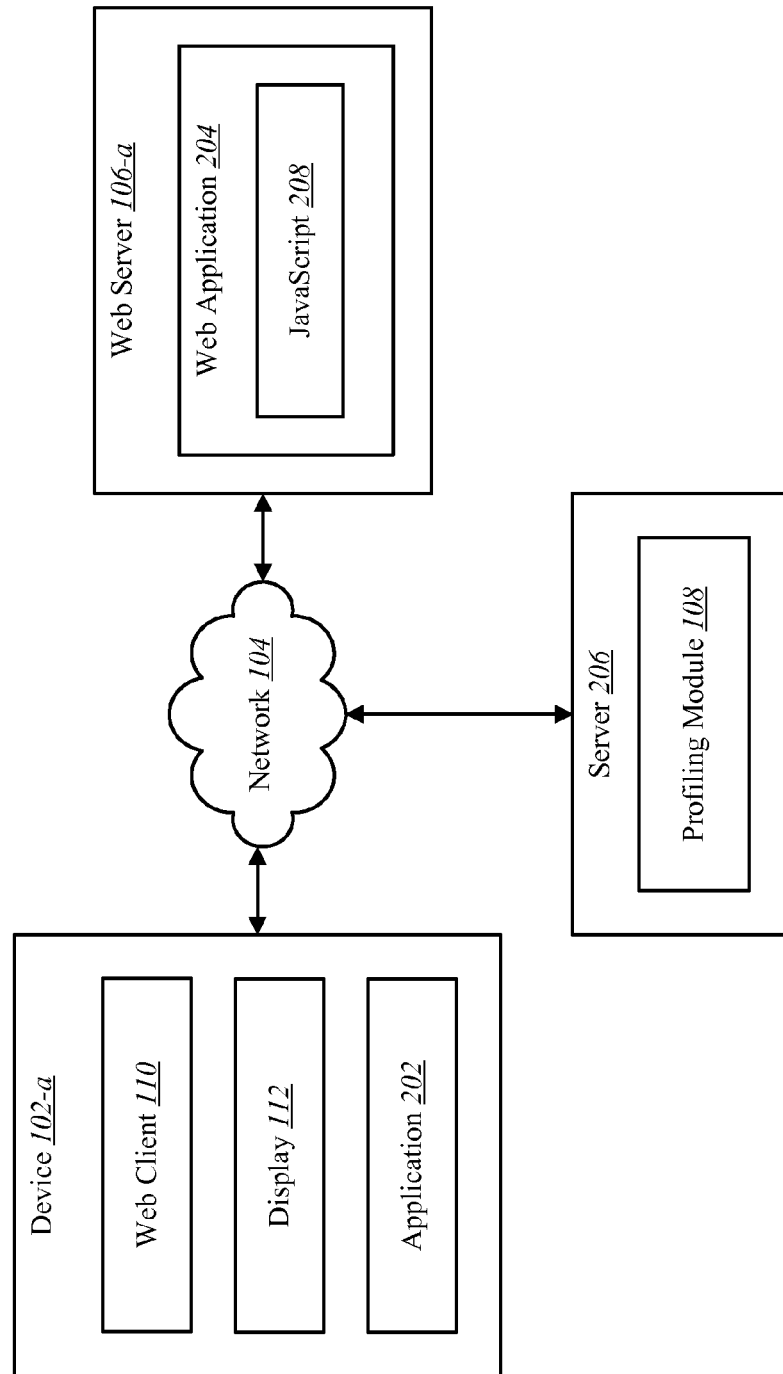 Device 102-a
Web Client 110
Display 112
Application 202
Network 104
Web Server 106-a
Web Application 204
JavaScript 208
Server 206
Profiling Module 108